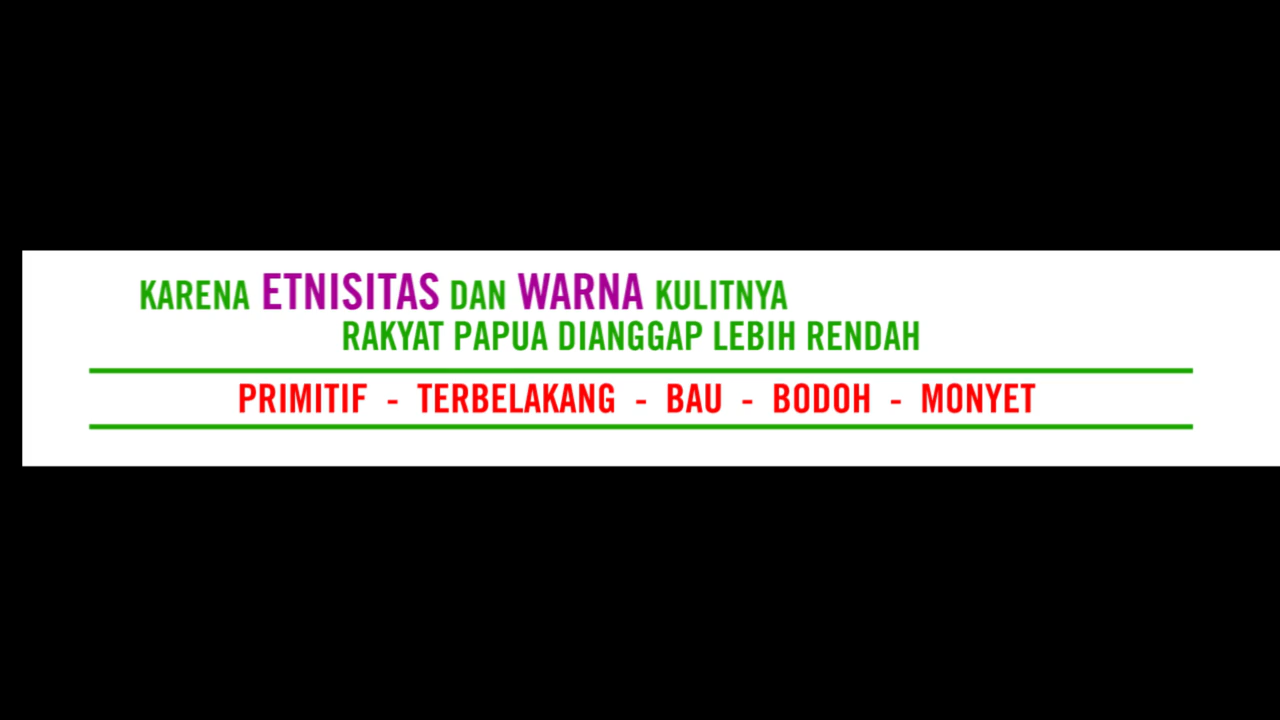 KARENA ETNISITAS DAN WARNA KULITNYA
RAKYAT PAPUA DIANGGAP LEBIH RENDAH
PRIMITIF - TERBELAKANG - BAU - BODOH - MONYET